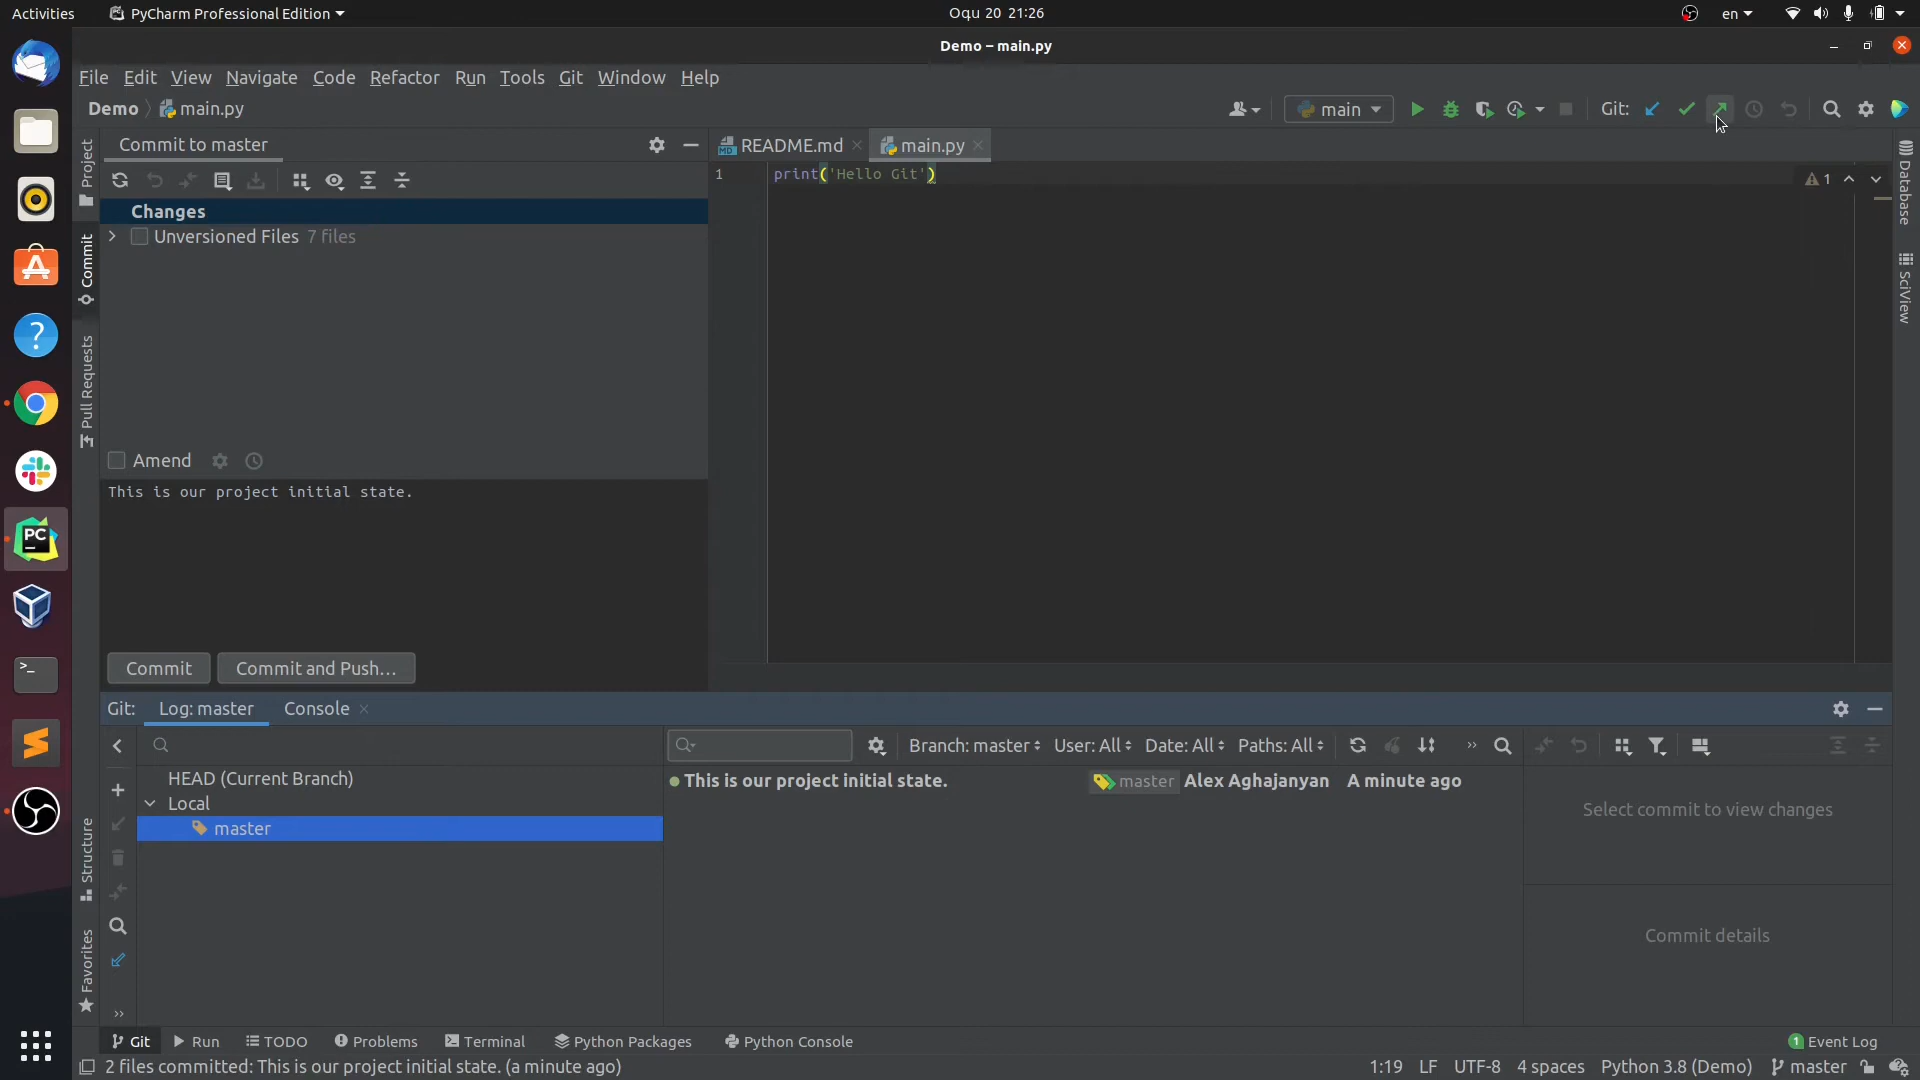 Activities
PyCharm Professional Edition
Օգս 20 21:26
en
Demo – main.py
File Edit View Navigate Code Refactor Run Tools Git Window Help
Demo main.py
main
Git:
Project
Commit
Pull Requests
Structure
Favorites
Commit to master
Changes
Unversioned Files 7 files
Amend
This is our project initial state.
Commit
Commit and Push...
README.md
main.py
1
print('Hello Git')
1
Database
SciView
Git: Log: master Console
HEAD (Current Branch)
Local
master
Branch: master User: All Date: All Paths: All
This is our project initial state. master Alex Aghajanyan A minute ago
Select commit to view changes
Commit details
Git Run TODO Problems Terminal Python Packages Python Console
1 Event Log
2 files committed: This is our project initial state. (a minute ago)
1:19 LF UTF-8 4 spaces Python 3.8 (Demo) master